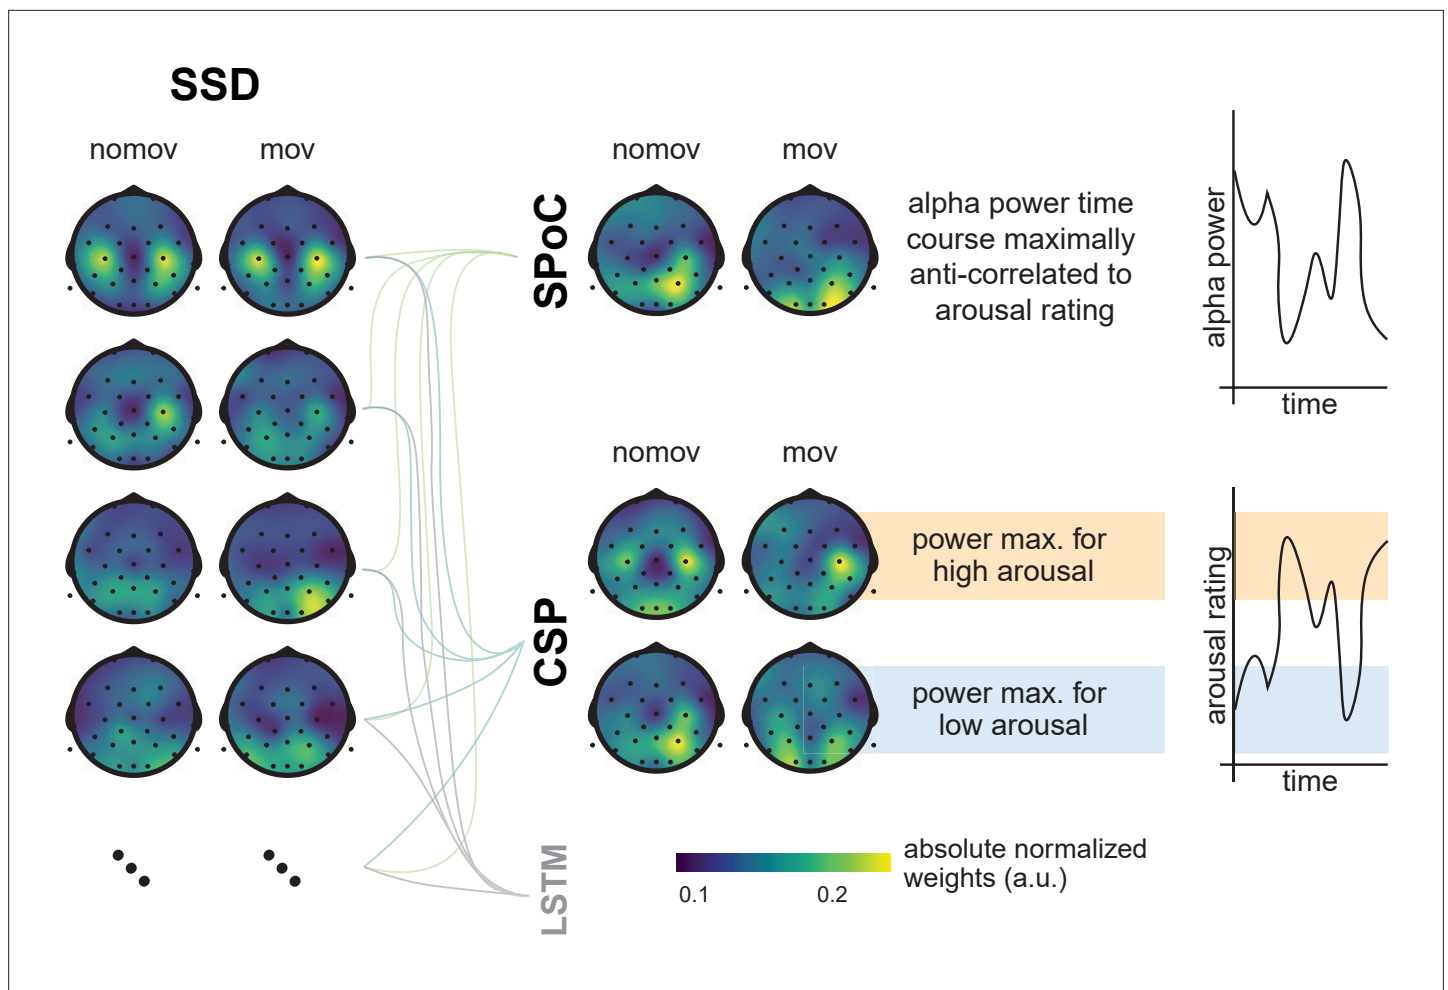 SSD
nomov
mov
SPoC
nomov
mov
alpha power time
course maximally
anti-correlated to
arousal rating
alpha power
time
CSP
nomov
mov
power max. for
high arousal
power max. for
low arousal
arousal rating
time
LSTM
0.1
0.2
absolute normalized
weights (a.u.)